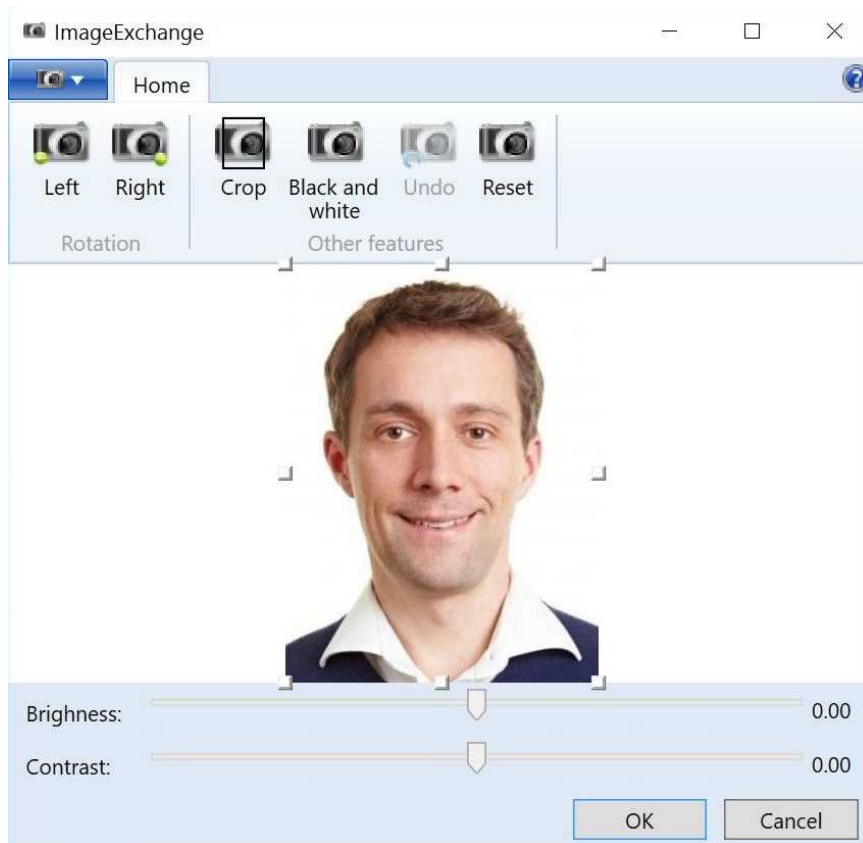 ImageExchange
Home
Left Right Crop Black and white Undo Reset
Rotation Other features
Brighness: 0.00
Contrast: 0.00
OK Cancel